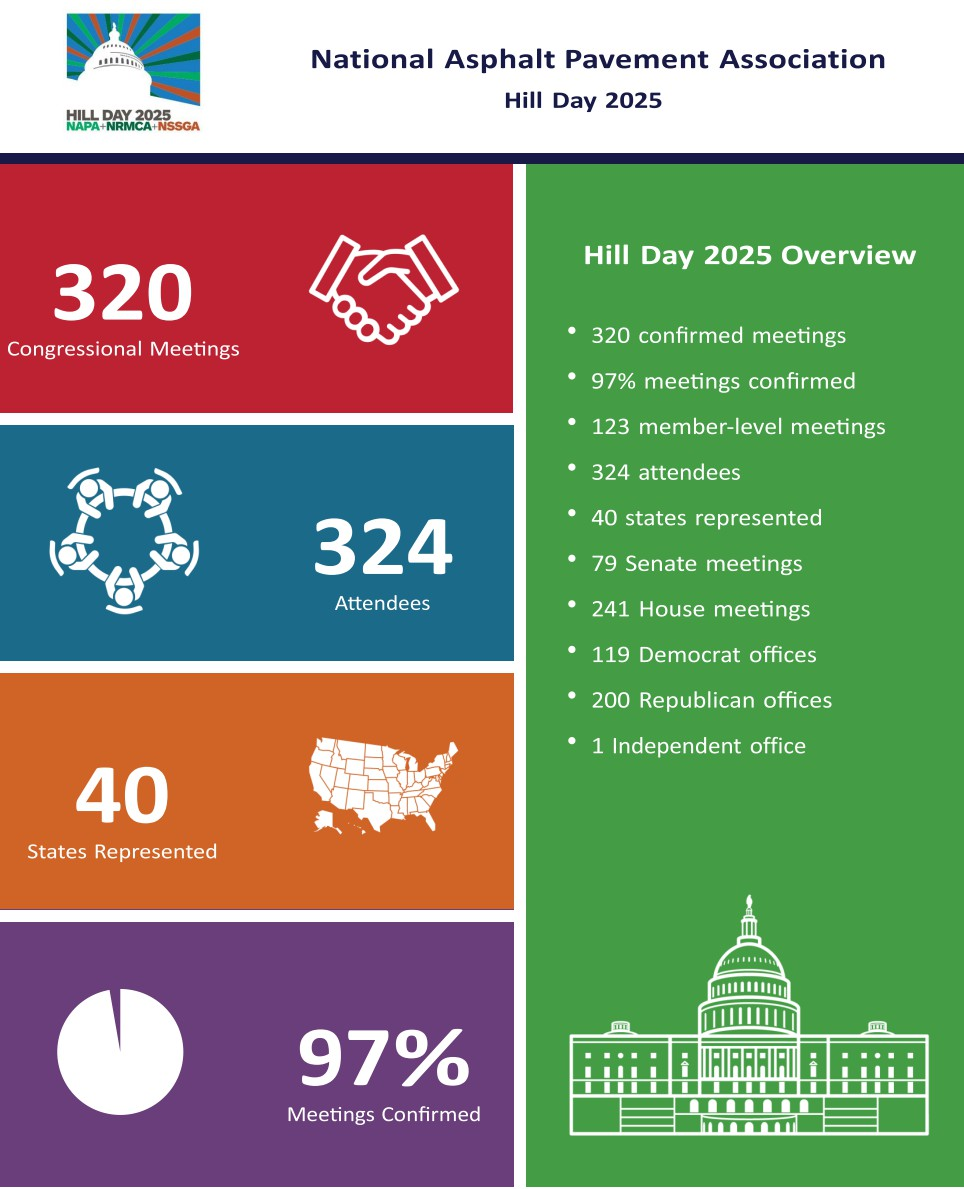 HILL DAY 2025
NAPA+NRMCA+NSSGA
National Asphalt Pavement Association
Hill Day 2025
320
Congressional Meetings
324
Attendees
40
States Represented
97%
Meetings Confirmed
Hill Day 2025 Overview
• 320 confirmed meetings
• 97% meetings confirmed
• 123 member-level meetings
• 324 attendees
• 40 states represented
• 79 Senate meetings
• 241 House meetings
• 119 Democrat offices
• 200 Republican offices
• 1 Independent office